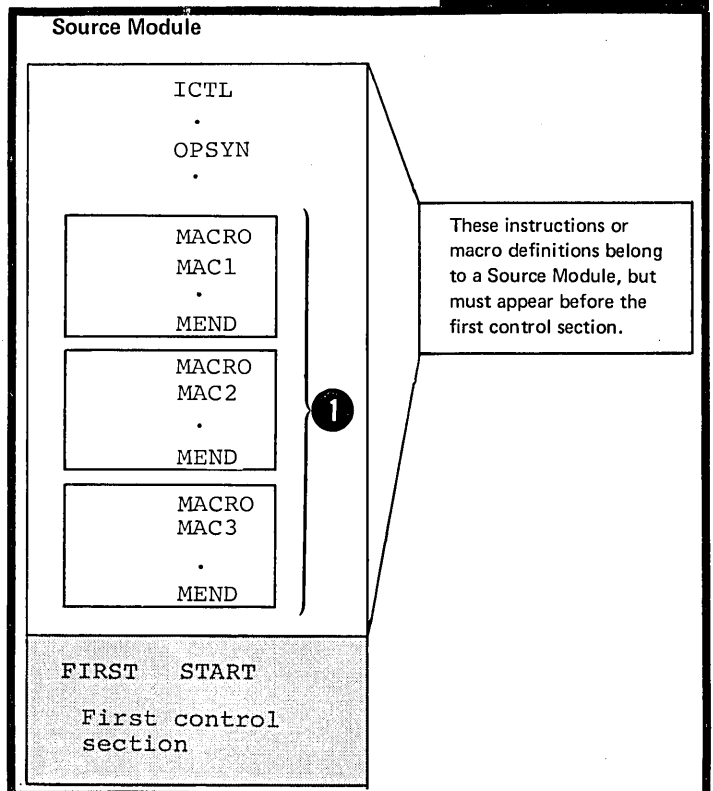 Source Module
ICTL
.
OPSYN
.
MACRO
MAC1
.
MEND
MACRO
MAC2
.
MEND
MACRO
MAC3
.
MEND
1
These instructions or
macro definitions belong
to a Source Module, but
must appear before the
first control section.
FIRST START
First control
section